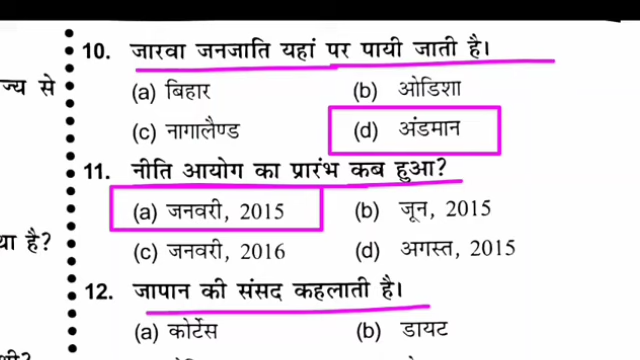 10. जारवा जनजाति यहां पर पायी जाती है।
ज्य से
(a) बिहार (b) ओडिशा
(c) नागालैण्ड (d) अंडमान
11. नीति आयोग का प्रारंभ कब हुआ?
(a) जनवरी, 2015 (b) जून, 2015
था है?
(c) जनवरी, 2016 (d) अगस्त, 2015
12. जापान की संसद कहलाती है।
(a) कोर्टेस (b) डायट